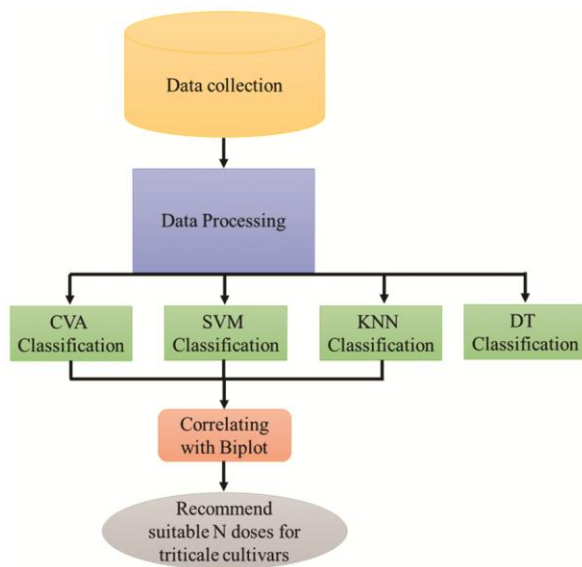 Data collection
Data Processing
CVA
Classification
SVM
Classification
KNN
Classification
DT
Classification
Correlating
with Biplot
Recommend
suitable N doses for
triticale cultivars